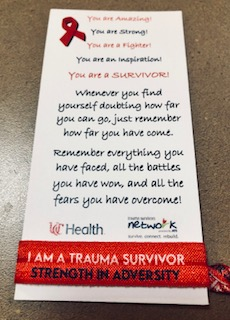 You are Amazing!
You are Strong!
You are a Fighter!
You are an Inspiration!
You are a SURVIVOR!
Whenever you find
yourself doubting how far
you can go, just remember
how far you have come.
Remember everything you
have faced, all the battles
you have won, and all the
fears you have overcome!
UC Health
trauma survivors
network
survive. connect. rebuild.
I AM A TRAUMA SURVIVOR
STRENGTH IN ADVERSITY